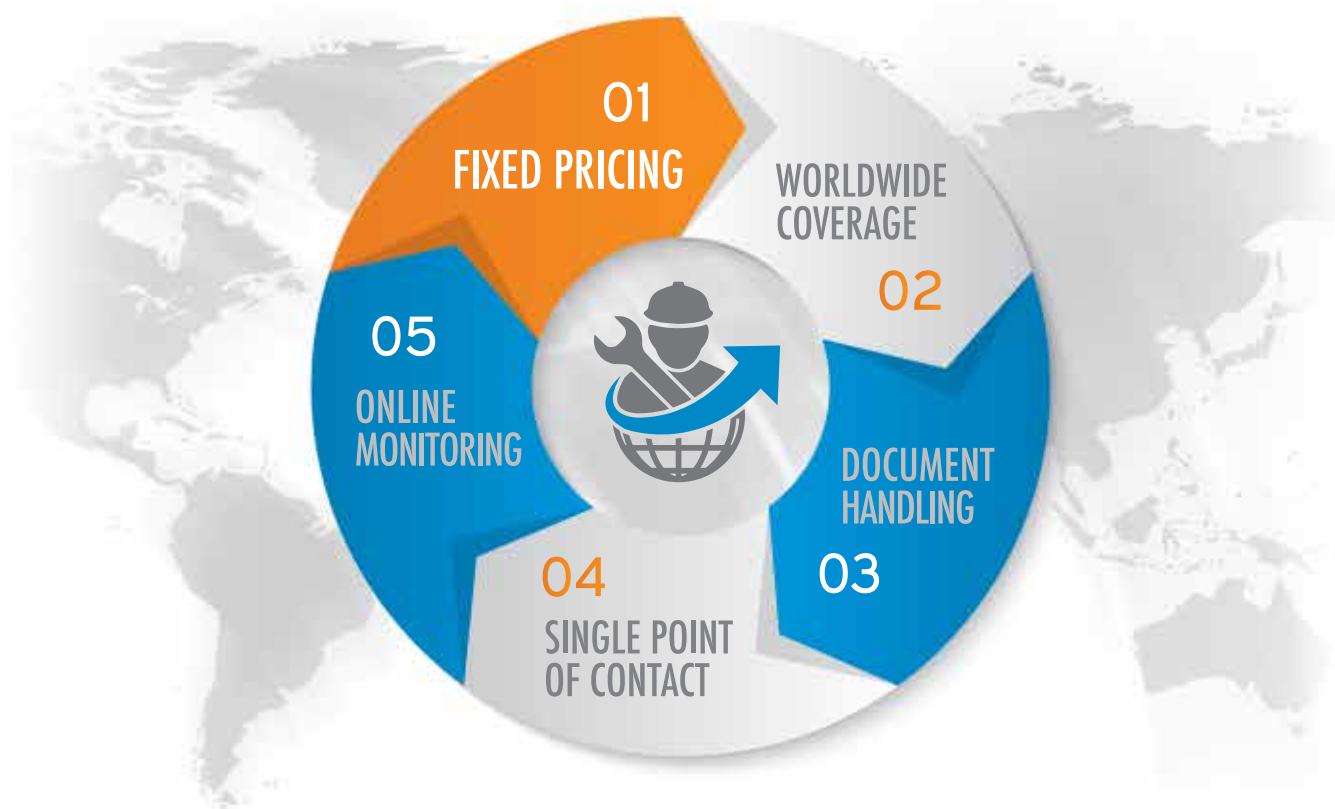 01
FIXED PRICING
WORLDWIDE
COVERAGE
02
DOCUMENT
HANDLING
03
04
SINGLE POINT
OF CONTACT
05
ONLINE
MONITORING